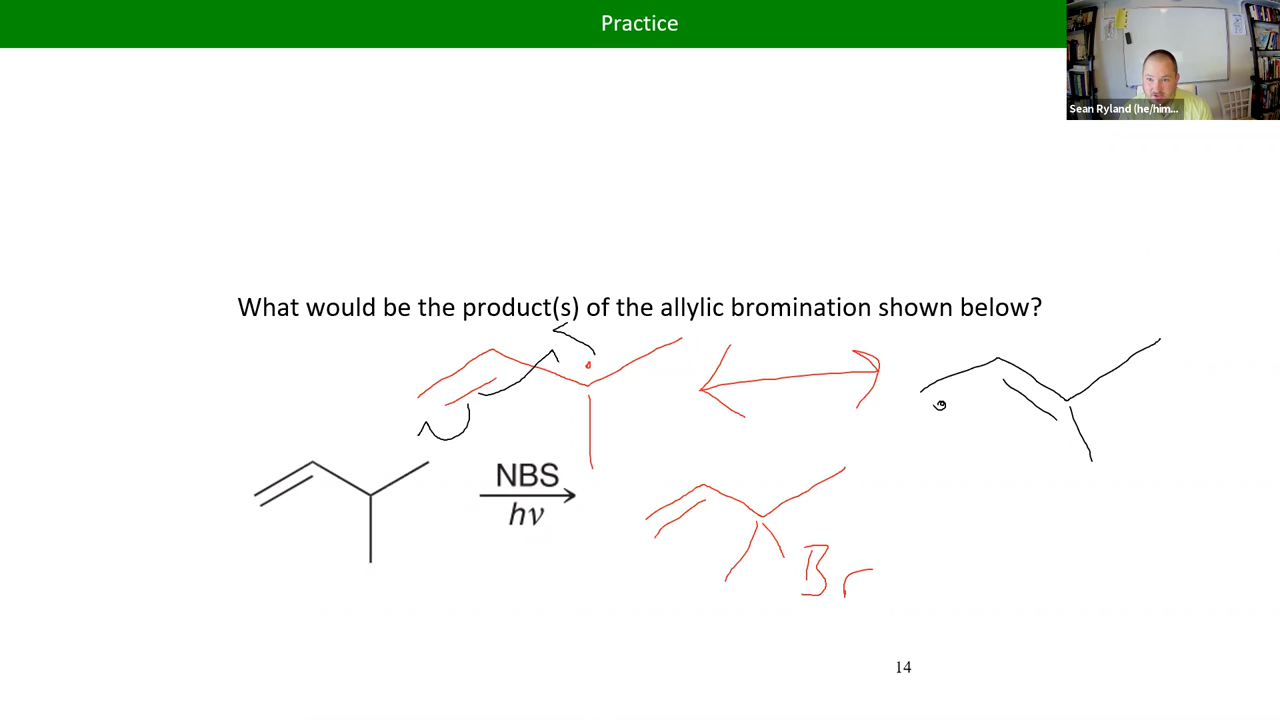 Practice
Sean Ryland (he/him...
What would be the product(s) of the allylic bromination shown below?
NBS
hν
Br
14